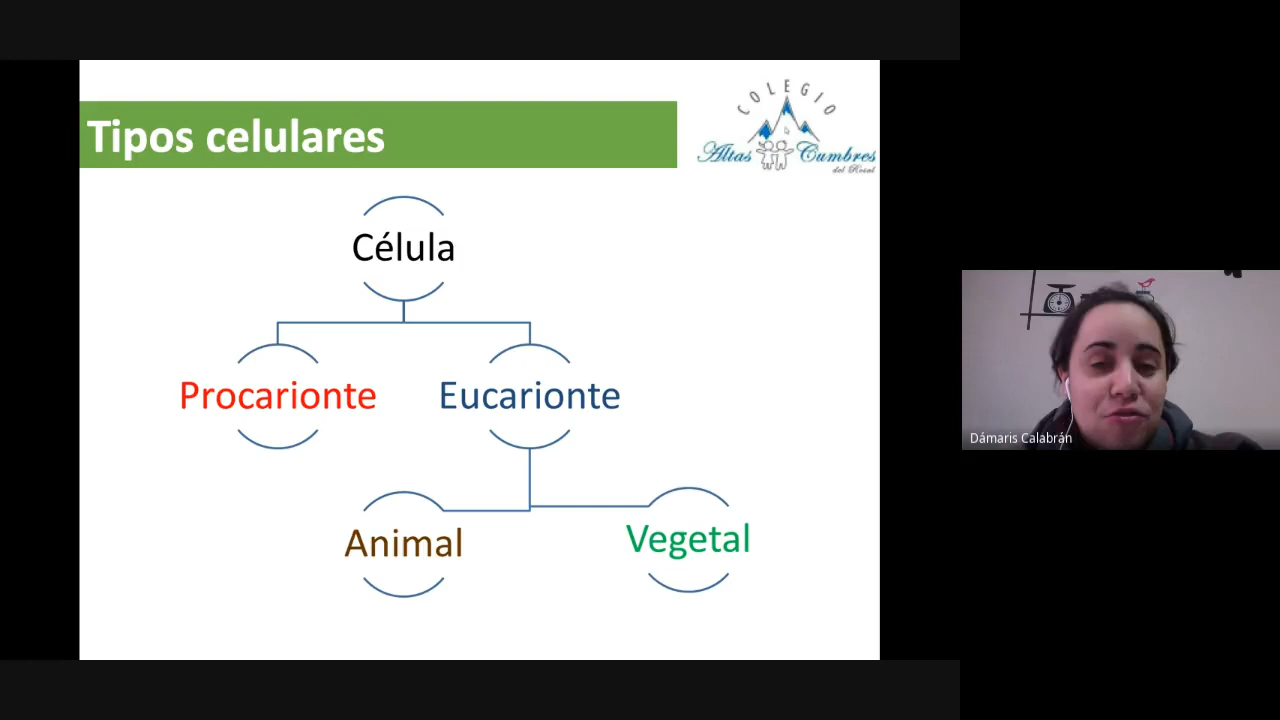 Tipos celulares
COLEGIO
Altas Cumbres
del Rosal
Célula
Procarionte
Eucarionte
Animal
Vegetal
Dámaris Calabrán